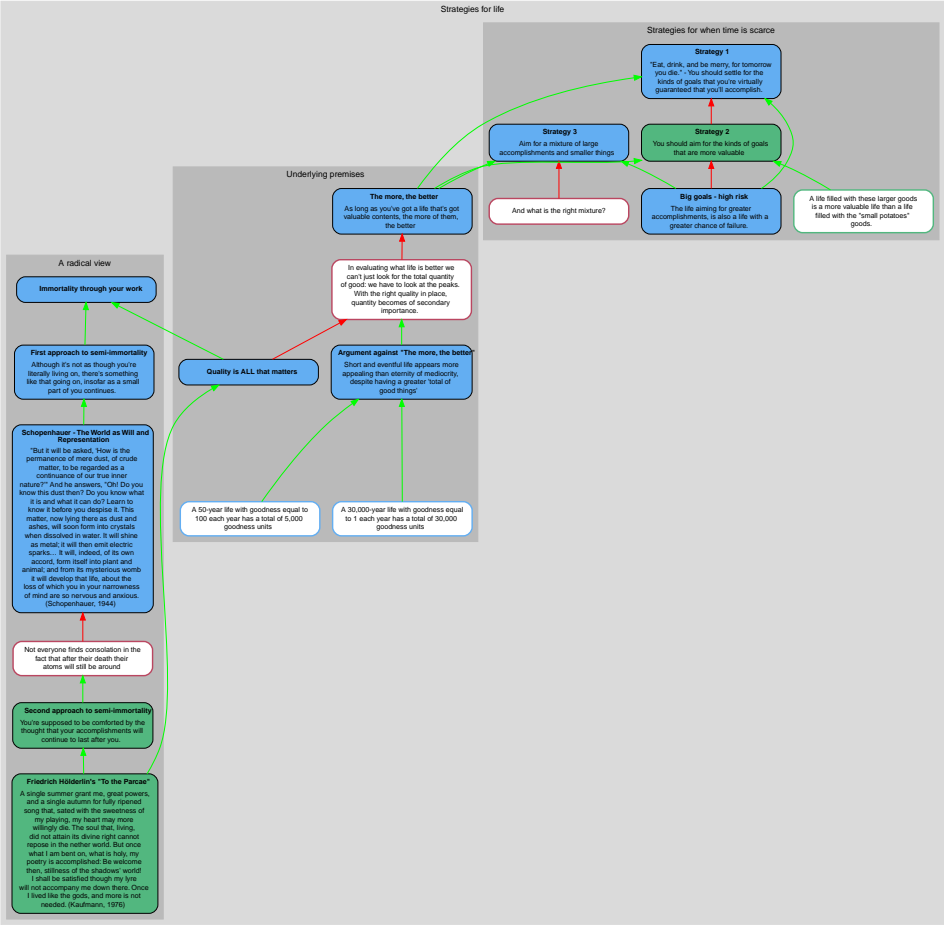 Strategies for life
Strategies for when time is scarce
Strategy 1
"Eat, drink, and be merry, for tomorrow
you die." - You should settle for the
kinds of goals that you're virtually
guaranteed that you'll accomplish.
Strategy 3
Aim for a mixture of large
accomplishments and smaller things
Strategy 2
You should aim for the kinds of goals
that are more valuable
And what is the right mixture?
Big goals - high risk
The life aiming for greater
accomplishments, is also a life with a
greater chance of failure.
A life filled with these larger goods
is a more valuable life than a life
filled with the "small potatoes"
goods.
Underlying premises
The more, the better
As long as you've got a life that's got
valuable contents, the more of them,
the better
In evaluating what life is better we
can't just look for the total quantity
of good: we have to look at the peaks.
With the right quality in place,
quantity becomes of secondary
importance.
Quality is ALL that matters
Argument against "The more, the better"
Short and eventful life appears more
appealing than eternity of mediocrity,
despite having a greater 'total of
good things'
A 50-year life with goodness equal to
100 each year has a total of 5,000
goodness units
A 30,000-year life with goodness equal
to 1 each year has a total of 30,000
goodness units
A radical view
Immortality through your work
First approach to semi-immortality
Although it's not as though you're
literally living on, there's something
like that going on, insofar as a small
part of you continues.
Schopenhauer - The World as Will and
Representation
"But it will be asked, 'How is the
permanence of mere dust, of crude
matter, to be regarded as a
continuance of our true inner
nature?'" And he answers, "Oh! Do you
know this dust then? Do you know what
it is and what it can do? Learn to
know it before you despise it. This
matter, now lying there as dust and
ashes, will soon form into crystals
when dissolved in water. It will shine
as metal; it will then emit electric
sparks... It will, indeed, of its own
accord, form itself into plant and
animal; and from its mysterious womb
it will develop that life, about the
loss of which you in your narrowness
of mind are so nervous and anxious.
(Schopenhauer, 1944)
Not everyone finds consolation in the
fact that after their death their
atoms will still be around
Second approach to semi-immortality
You're supposed to be comforted by the
thought that your accomplishments will
continue to last after you.
Friedrich Hölderlin's "To the Parcae"
A single summer grant me, great powers,
and a single autumn for fully ripened
song that, sated with the sweetness of
my playing, my heart may more
willingly die. The soul that, living,
did not attain its divine right cannot
repose in the nether world. But once
what I am bent on, what is holy, my
poetry is accomplished: Be welcome
then, stillness of the shadows' world!
I shall be satisfied though my lyre
will not accompany me down there. Once
I lived like the gods, and more is not
needed. (Kaufmann, 1976)